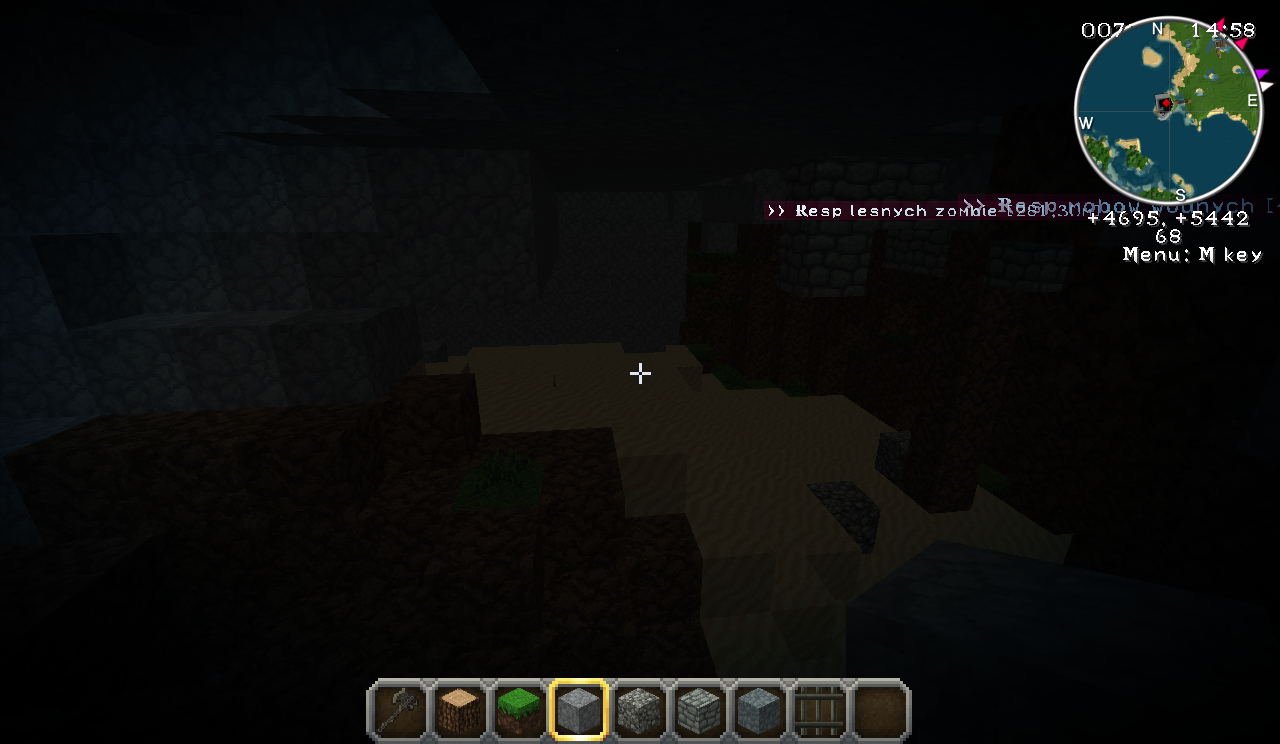 007 14:58
N
E
W
S
>> Resp lesnych zombie
>> Resp mobow wodnych [
+4695, +5442
68
Menu: M key